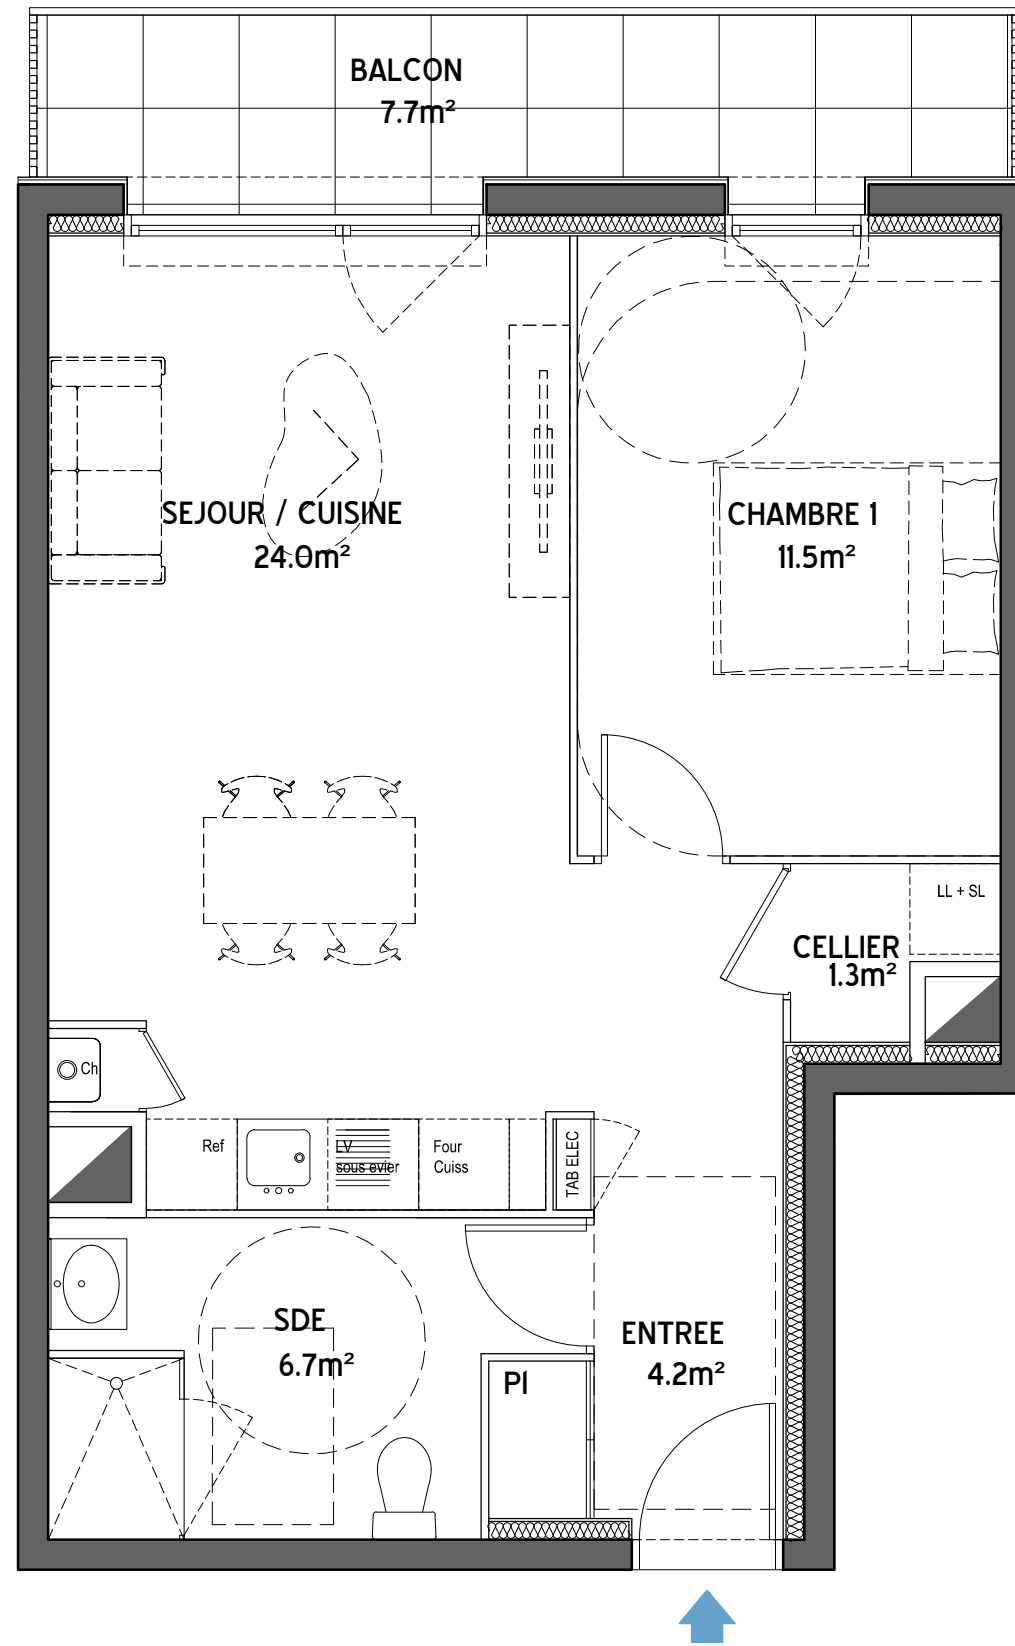 BALCON
7.7m²
SEJOUR / CUISINE
24.0m²
CHAMBRE 1
11.5m²
LL + SL
CELLIER
1.3m²
Ch
Ref
LV
sous evier
Four
Cuiss
TAB ELEC
SDE
6.7m²
ENTREE
4.2m²
Pl